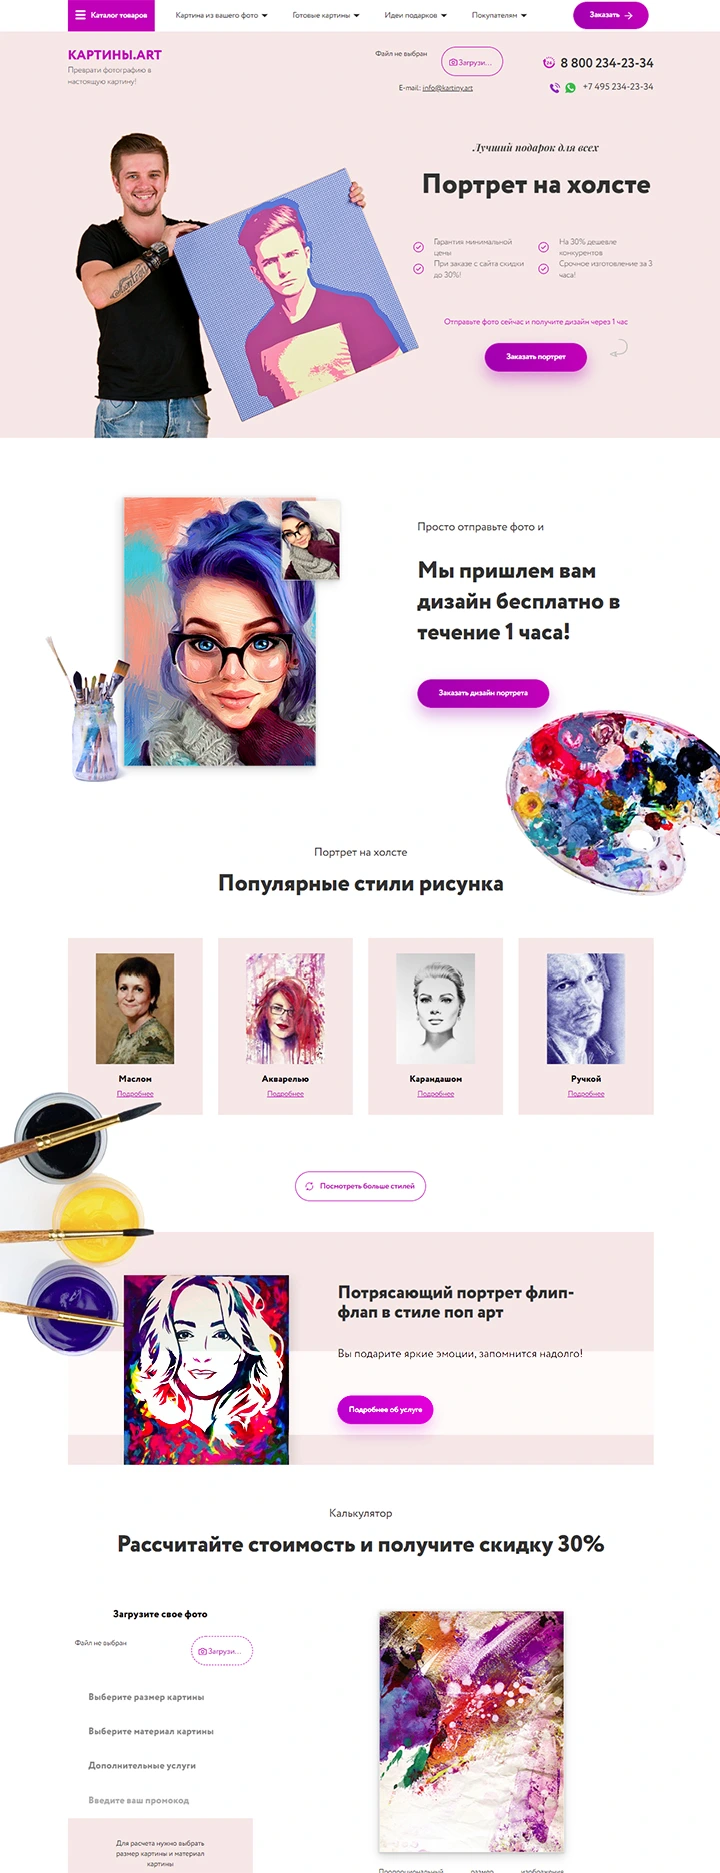 Каталог товаров
Картина из вашего фото
Готовые картины
Идеи подарков
Покупателям
Заказать
КАРТИНЫ.ART
Преврати фотографию в
настоящую картину!
Файл не выбран
Загрузи...
E-mail: info@kartiny.art
24
8 800 234-23-34
+7 495 234-23-34
Лучший подарок для всех
Портрет на холсте
Гарантия минимальной
цены
На 30% дешевле
конкурентов
При заказе с сайта скидки
до 30%!
Срочное изготовление за 3
часа!
Отправьте фото сейчас и получите дизайн через 1 час
Заказать портрет
Просто отправьте фото и
Мы пришлем вам
дизайн бесплатно в
течение 1 часа!
Заказать дизайн портрета
Портрет на холсте
Популярные стили рисунка
Маслом
Подробнее
Акварелью
Подробнее
Карандашом
Подробнее
Ручкой
Подробнее
Посмотреть больше стилей
Потрясающий портрет флип-
флап в стиле поп арт
Вы подарите яркие эмоции, запомнится надолго!
Подробнее об услуге
Калькулятор
Рассчитайте стоимость и получите скидку 30%
Загрузите свое фото
Файл не выбран
Загрузи...
Выберите размер картины
Выберите материал картины
Дополнительные услуги
Введите ваш промокод
Для расчета нужно выбрать
размер картины и материал
картины
Пропорциональный размер изображения